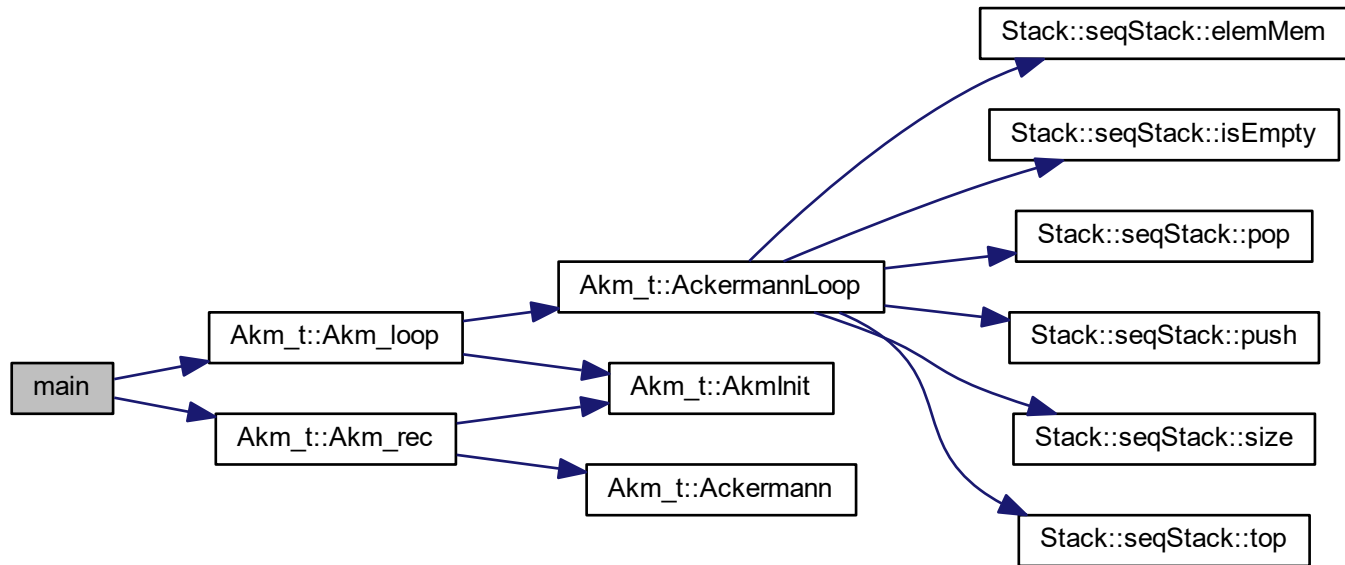 main
Akm_t::Akm_loop
Akm_t::Akm_rec
Akm_t::AckermannLoop
Akm_t::AkmInit
Akm_t::Ackermann
Stack::seqStack::elemMem
Stack::seqStack::isEmpty
Stack::seqStack::pop
Stack::seqStack::push
Stack::seqStack::size
Stack::seqStack::top